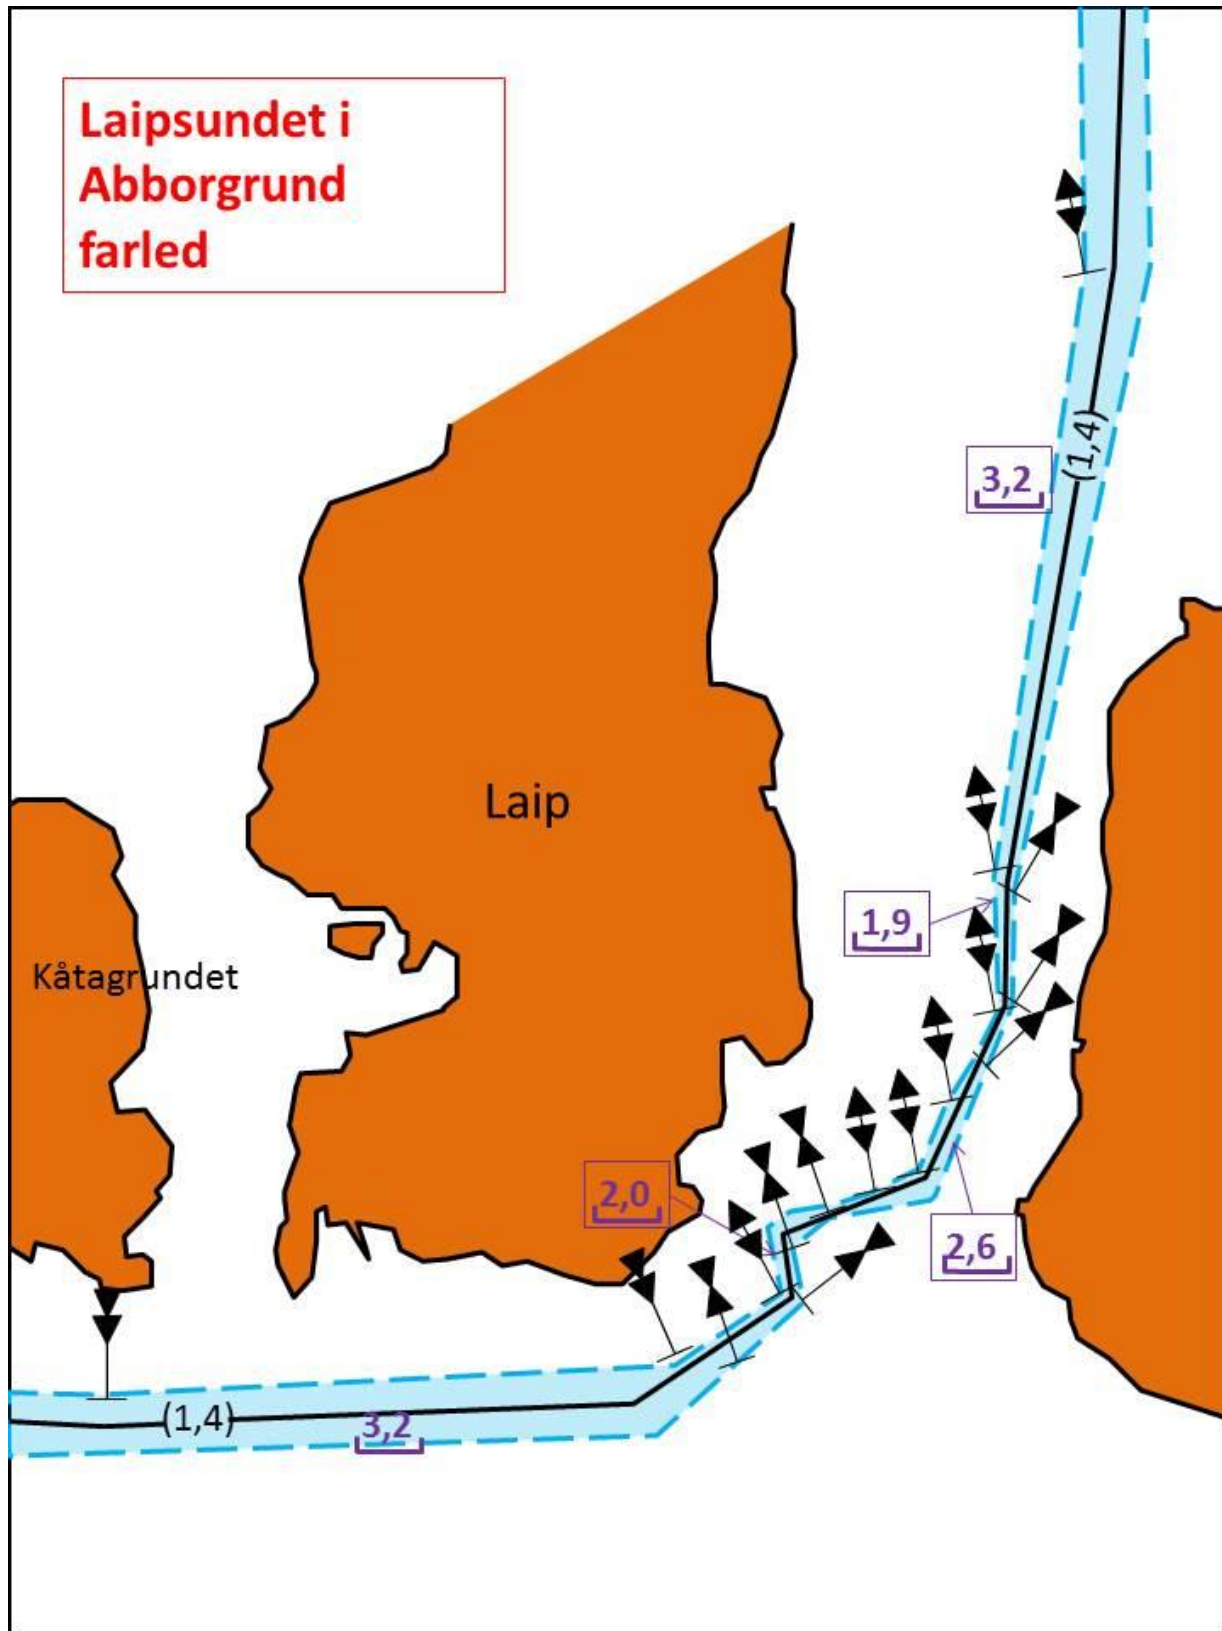 Laipsundet i
Abborgrund
farled
(1,4)
3,2
Laip
1,9
Kåtagrundet
2,0
2,6
(1,4)
3,2